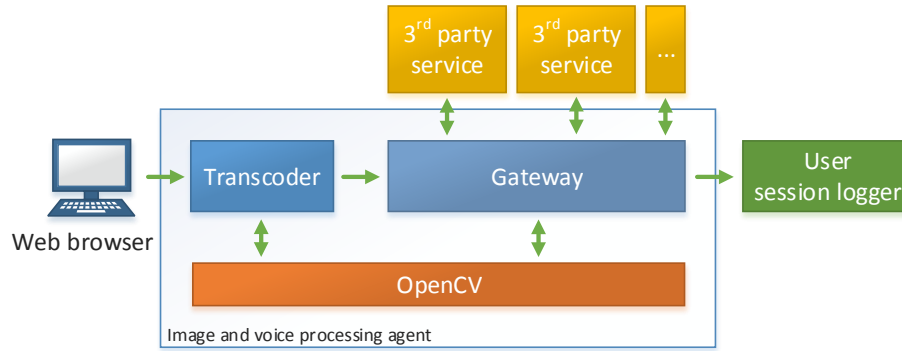 3rd party
service
3rd party
service
...
Transcoder
Gateway
User
session logger
Web browser
OpenCV
Image and voice processing agent